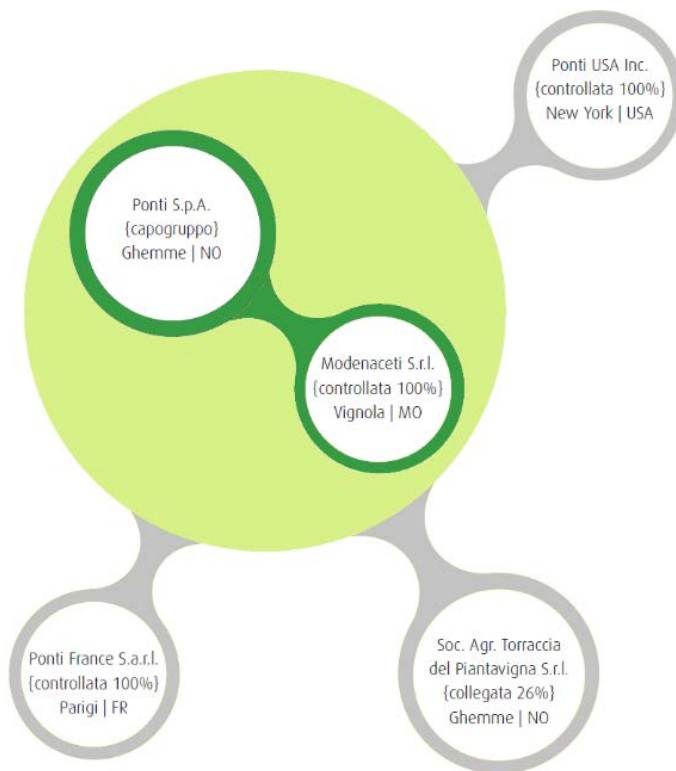 Ponti USA Inc.
{controllata 100%}
New York | USA
Ponti S.p.A.
{capogruppo}
Ghemme | NO
Modenaceti S.r.l.
{controllata 100%}
Vignola | MO
Ponti France S.a.r.l.
{controllata 100%}
Parigi | FR
Soc. Agr. Torraccia
del Piantavigna S.r.l.
{collegata 26%}
Ghemme | NO